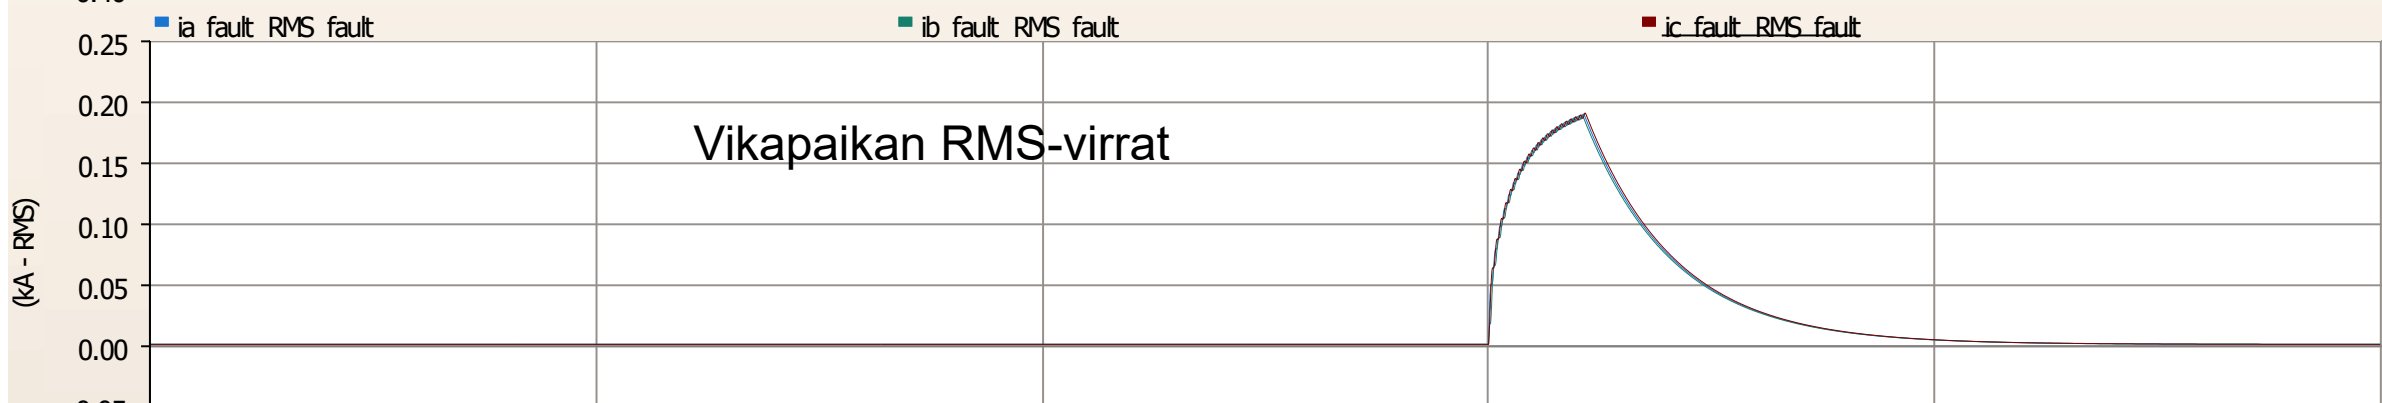 ia fault RMS fault ib fault RMS fault ic fault RMS fault
0.25
0.20
Vikapaikan RMS-virrat
0.15
0.10
(kA - RMS)
0.05
0.00